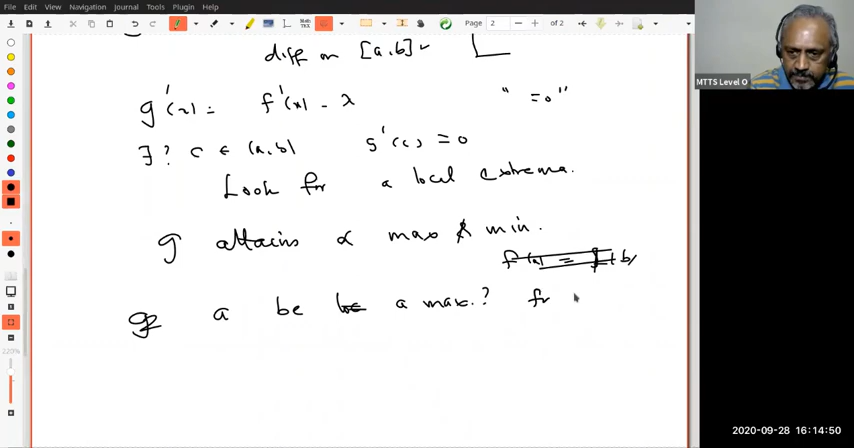 File Edit View Navigation Journal Tools Plugin Help
Page 2 of 2
diff on [a,b]
g'(x) = f'(x) - λ " =0"
∃? c ∈ (a,b) g'(c) = 0
Look for a local extrema.
g attains a max & min.
f(a) = f(b)
a be a max.? fr
220%
MTTS Level O
2020-09-28 16:14:50